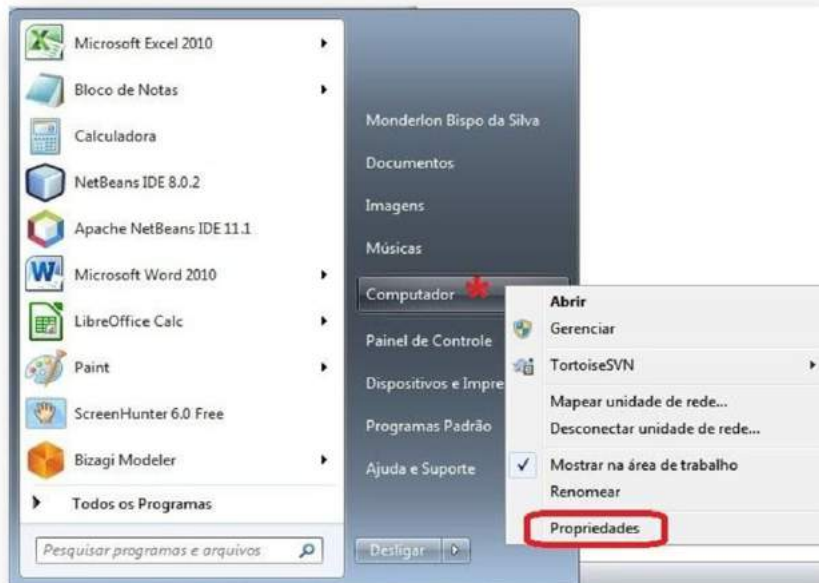 Microsoft Excel 2010
Bloco de Notas
Calculadora
NetBeans IDE 8.0.2
Apache NetBeans IDE 11.1
Microsoft Word 2010
LibreOffice Calc
Paint
ScreenHunter 6.0 Free
Bizagi Modeler
Todos os Programas
Pesquisar programas e arquivos
Monderlon Bispo da Silva
Documentos
Imagens
Músicas
Computador *
Painel de Controle
Dispositivos e Impre
Programas Padrão
Ajuda e Suporte
Desligar
Abrir
Gerenciar
TortoiseSVN
Mapear unidade de rede...
Desconectar unidade de rede...
Mostrar na área de trabalho
Renomear
Propriedades